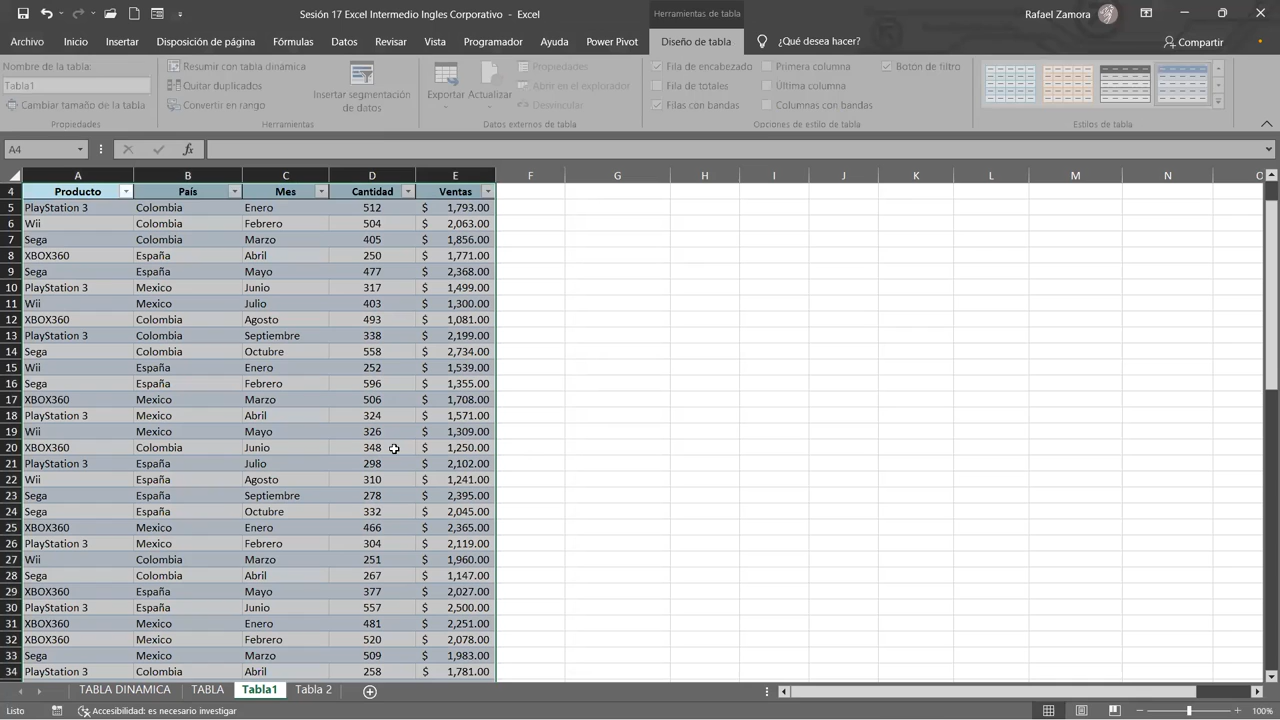 Sesión 17 Excel Intermedio Ingles Corporativo - Excel
Herramientas de tabla
Rafael Zamora
Archivo Inicio Insertar Disposición de página Fórmulas Datos Revisar Vista Programador Ayuda Power Pivot Diseño de tabla ¿Qué desea hacer? Compartir
Nombre de la tabla:
Tabla1
Cambiar tamaño de la tabla
Propiedades
Resumir con tabla dinámica
Quitar duplicados
Convertir en rango
Insertar segmentación de datos
Herramientas
Exportar Actualizar
Propiedades
Abrir en el explorador
Desvincular
Datos externos de tabla
Fila de encabezado Primera columna Botón de filtro
Fila de totales Última columna
Filas con bandas Columnas con bandas
Opciones de estilo de tabla
Estilos de tabla
A4 fx
A B C D E F G H I J K L M N O
4 Producto País Mes Cantidad Ventas
5 PlayStation 3 Colombia Enero 512 $ 1,793.00
6 Wii Colombia Febrero 504 $ 2,063.00
7 Sega Colombia Marzo 405 $ 1,856.00
8 XBOX360 España Abril 250 $ 1,771.00
9 Sega España Mayo 477 $ 2,368.00
10 PlayStation 3 Mexico Junio 317 $ 1,499.00
11 Wii Mexico Julio 403 $ 1,300.00
12 XBOX360 Colombia Agosto 493 $ 1,081.00
13 PlayStation 3 Colombia Septiembre 338 $ 2,199.00
14 Sega Colombia Octubre 558 $ 2,734.00
15 Wii España Enero 252 $ 1,539.00
16 Sega España Febrero 596 $ 1,355.00
17 XBOX360 Mexico Marzo 506 $ 1,708.00
18 PlayStation 3 Mexico Abril 324 $ 1,571.00
19 Wii Mexico Mayo 326 $ 1,309.00
20 XBOX360 Colombia Junio 348 $ 1,250.00
21 PlayStation 3 España Julio 298 $ 2,102.00
22 Wii España Agosto 310 $ 1,241.00
23 Sega España Septiembre 278 $ 2,395.00
24 Sega España Octubre 332 $ 2,045.00
25 XBOX360 Mexico Enero 466 $ 2,365.00
26 PlayStation 3 Mexico Febrero 304 $ 2,119.00
27 Wii Colombia Marzo 251 $ 1,960.00
28 Sega Colombia Abril 267 $ 1,147.00
29 XBOX360 España Mayo 377 $ 2,027.00
30 PlayStation 3 España Junio 557 $ 2,500.00
31 XBOX360 Mexico Enero 481 $ 2,251.00
32 XBOX360 Mexico Febrero 520 $ 2,078.00
33 Sega Mexico Marzo 509 $ 1,983.00
34 PlayStation 3 Colombia Abril 258 $ 1,781.00
TABLA DINAMICA TABLA Tabla1 Tabla 2
Listo Accesibilidad: es necesario investigar 100%